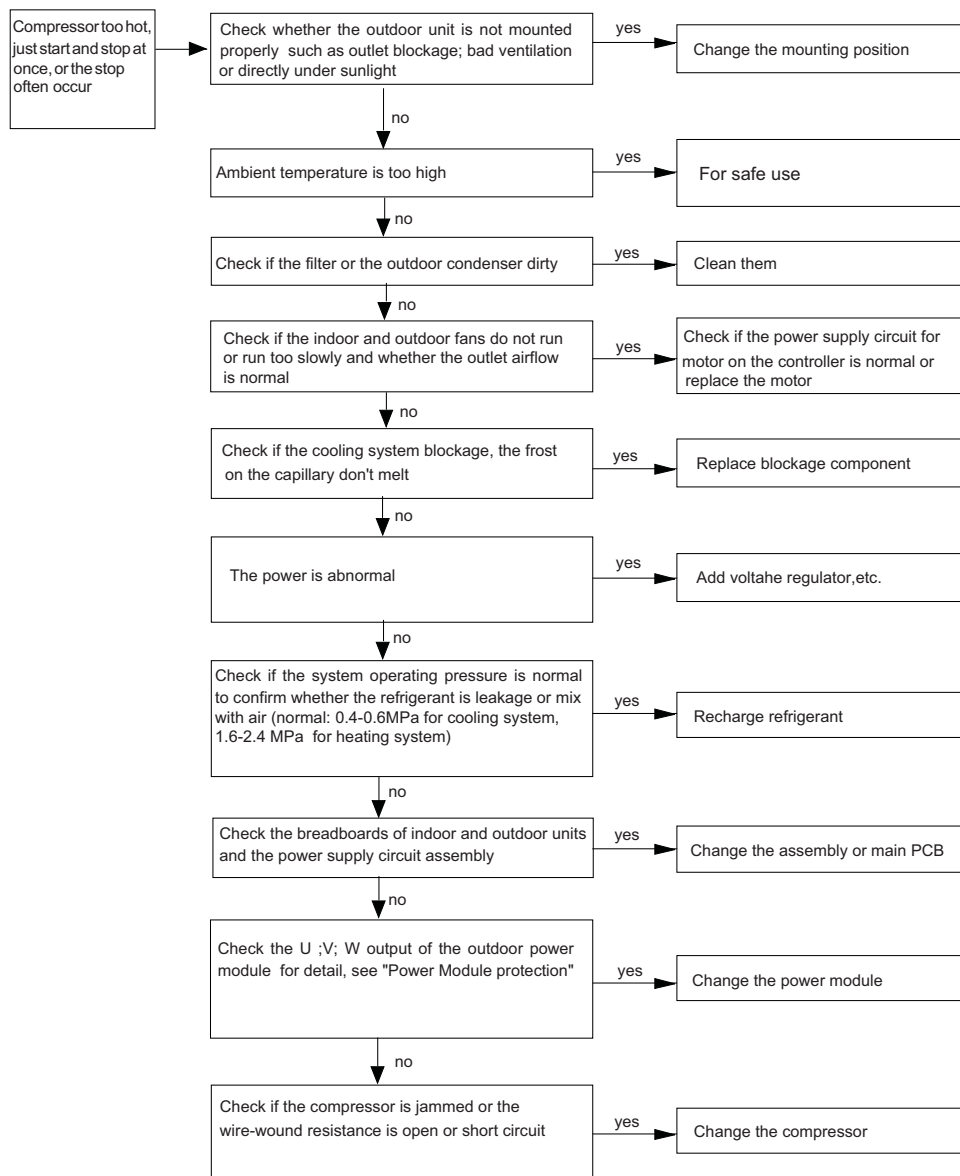 Compressor too hot,
just start and stop at
once, or the stop
often occur
Check whether the outdoor unit is not mounted
properly such as outlet blockage; bad ventilation
or directly under sunlight
yes
Change the mounting position
no
Ambient temperature is too high
yes
For safe use
no
Check if the filter or the outdoor condenser dirty
yes
Clean them
no
Check if the indoor and outdoor fans do not run
or run too slowly and whether the outlet airflow
is normal
yes
Check if the power supply circuit for
motor on the controller is normal or
replace the motor
no
Check if the cooling system blockage, the frost
on the capillary don't melt
yes
Replace blockage component
no
The power is abnormal
yes
Add voltahe regulator,etc.
no
Check if the system operating pressure is normal
to confirm whether the refrigerant is leakage or mix
with air (normal: 0.4-0.6MPa for cooling system,
1.6-2.4 MPa for heating system)
yes
Recharge refrigerant
no
Check the breadboards of indoor and outdoor units
and the power supply circuit assembly
yes
Change the assembly or main PCB
no
Check the U ;V; W output of the outdoor power
module for detail, see "Power Module protection"
yes
Change the power module
no
Check if the compressor is jammed or the
wire-wound resistance is open or short circuit
yes
Change the compressor